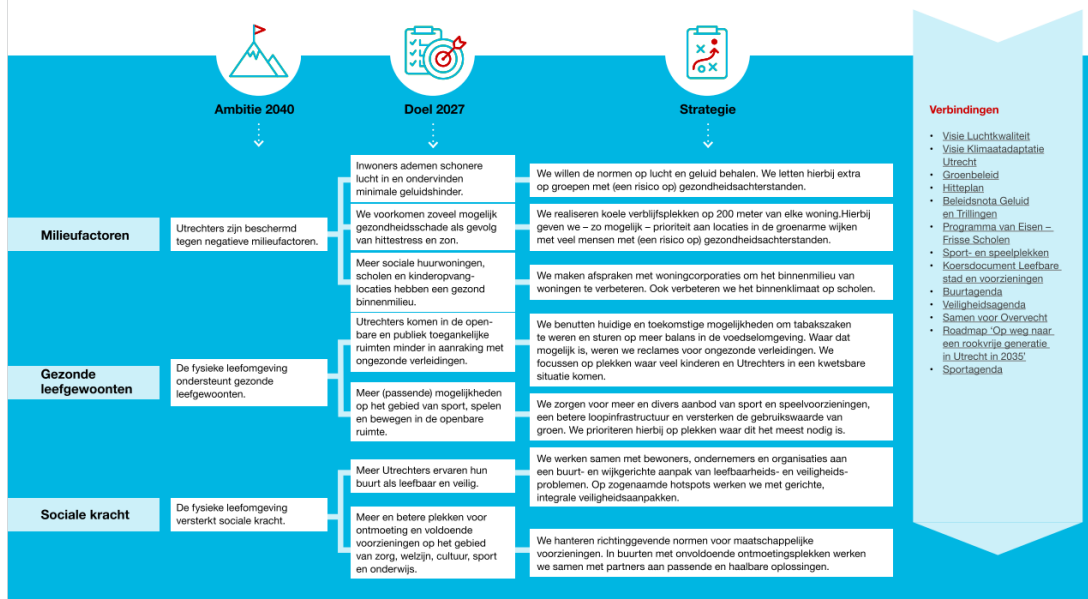 Ambitie 2040
Doel 2027
Strategie
Milieufactoren
Utrechters zijn beschermd
tegen negatieve milieufactoren.
Inwoners ademen schonere
lucht in en ondervinden
minimale geluidshinder.
We willen de normen op lucht en geluid behalen. We letten hierbij extra
op groepen met (een risico op) gezondheidsachterstanden.
We voorkomen zoveel mogelijk
gezondheidsschade als gevolg
van hittestress en zon.
We realiseren koele verblijfsplekken op 200 meter van elke woning.Hierbij
geven we – zo mogelijk – prioriteit aan locaties in de groenarme wijken
met veel mensen met (een risico op) gezondheidsachterstanden.
Meer sociale huurwoningen,
scholen en kinderopvang-
locaties hebben een gezond
binnenmilieu.
We maken afspraken met woningcorporaties om het binnenmilieu van
woningen te verbeteren. Ook verbeteren we het binnenklimaat op scholen.
Gezonde
leefgewoonten
De fysieke leefomgeving
ondersteunt gezonde
leefgewoonten.
Utrechters komen in de open-
bare en publiek toegankelijke
ruimten minder in aanraking met
ongezonde verleidingen.
We benutten huidige en toekomstige mogelijkheden om tabakszaken
te weren en sturen op meer balans in de voedselomgeving. Waar dat
mogelijk is, weren we reclames voor ongezonde verleidingen. We
focussen op plekken waar veel kinderen en Utrechters in een kwetsbare
situatie komen.
Meer (passende) mogelijkheden
op het gebied van sport, spelen
en bewegen in de openbare
ruimte.
We zorgen voor meer en divers aanbod van sport en speelvoorzieningen,
een betere loopinfrastructuur en versterken de gebruikswaarde van
groen. We prioriteren hierbij op plekken waar dit het meest nodig is.
Sociale kracht
De fysieke leefomgeving
versterkt sociale kracht.
Meer Utrechters ervaren hun
buurt als leefbaar en veilig.
We werken samen met bewoners, ondernemers en organisaties aan
een buurt- en wijkgerichte aanpak van leefbaarheids- en veiligheids-
problemen. Op zogenaamde hotspots werken we met gerichte,
integrale veiligheidsaanpakken.
Meer en betere plekken voor
ontmoeting en voldoende
voorzieningen op het gebied
van zorg, welzijn, cultuur, sport
en onderwijs.
We hanteren richtinggevende normen voor maatschappelijke
voorzieningen. In buurten met onvoldoende ontmoetingsplekken werken
we samen met partners aan passende en haalbare oplossingen.
Verbindingen
• Visie Luchtkwaliteit
• Visie Klimaatadaptatie
Utrecht
• Groenbeleid
• Hitteplan
• Beleidsnota Geluid
en Trillingen
• Programma van Eisen –
Frisse Scholen
• Sport- en speelplekken
• Koersdocument Leefbare
stad en voorzieningen
• Buurtagenda
• Veiligheidsagenda
• Samen voor Overvecht
• Roadmap ‘Op weg naar
een rookvrije generatie
in Utrecht in 2035’
• Sportagenda